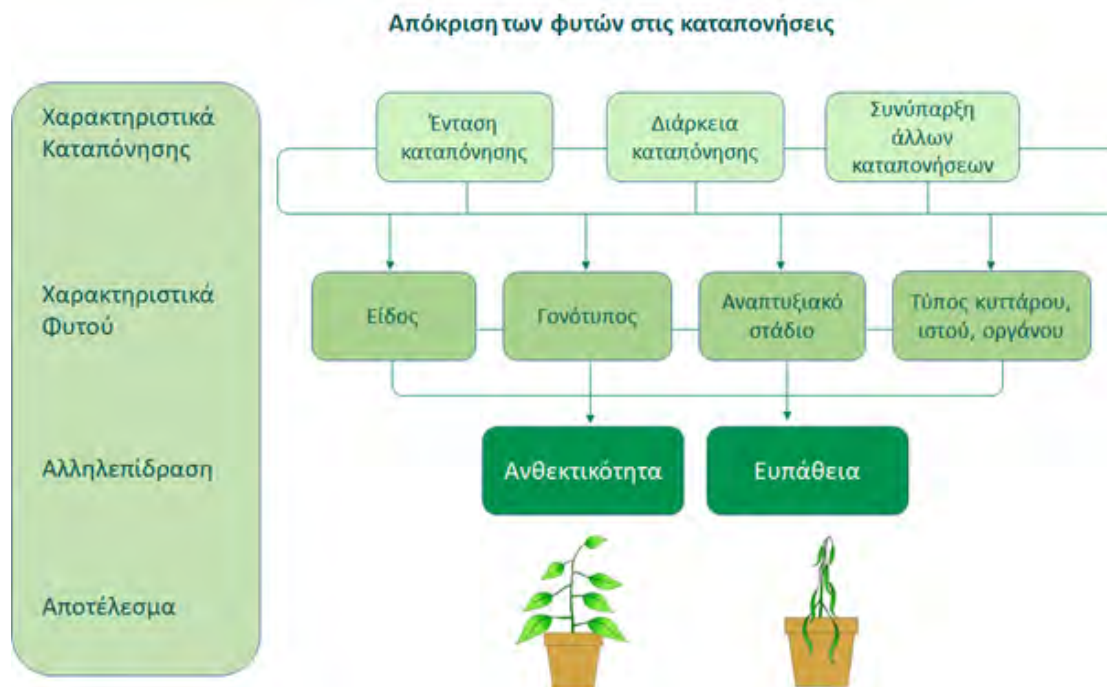 Απόκριση των φυτών στις καταπονήσεις
Χαρακτηριστικά
Καταπόνησης
Ένταση
καταπόνησης
Διάρκεια
καταπόνησης
Συνύπαρξη
άλλων
καταπονήσεων
Χαρακτηριστικά
Φυτού
Είδος
Γονότυπος
Αναπτυξιακό
στάδιο
Τύπος κυττάρου,
ιστού, οργάνου
Αλληλεπίδραση
Ανθεκτικότητα
Ευπάθεια
Αποτέλεσμα